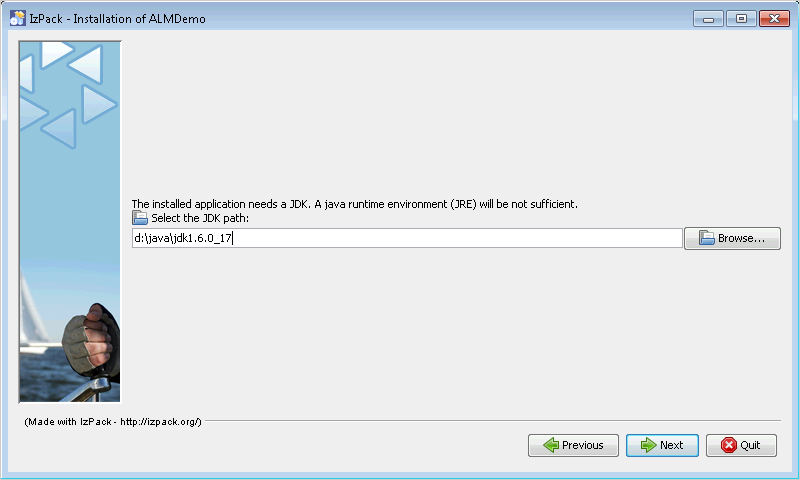 IzPack - Installation of ALMDemo
The installed application needs a JDK. A java runtime environment (JRE) will be not sufficient.
Select the JDK path:
d:\java\jdk1.6.0_17
Browse...
(Made with IzPack - http://izpack.org/)
Previous
Next
Quit